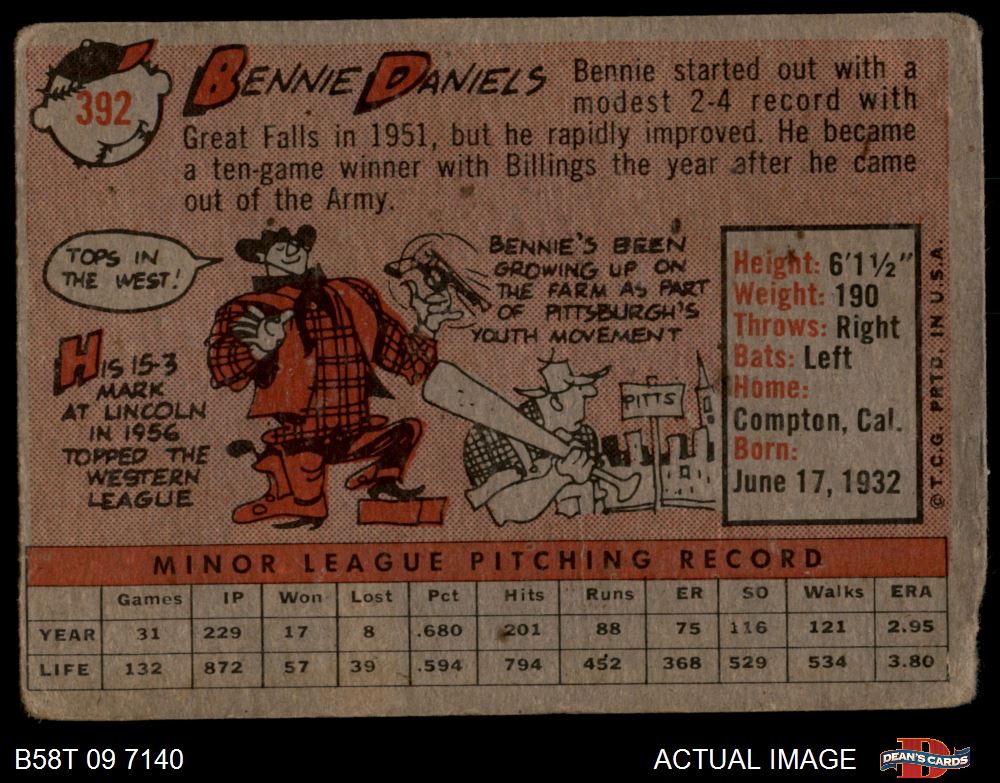 392
BENNIE DANIELS
Bennie started out with a
modest 2-4 record with
Great Falls in 1951, but he rapidly improved. He became
a ten-game winner with Billings the year after he came
out of the Army.
TOPS IN
THE WEST!
HIS 15-3
MARK
AT LINCOLN
IN 1956
TOPPED THE
WESTERN
LEAGUE
BENNIE'S BEEN
GROWING UP ON
THE FARM AS PART
OF PITTSBURGH'S
YOUTH MOVEMENT
PITTS
Height: 6'1½"
Weight: 190
Throws: Right
Bats: Left
Home:
Compton, Cal.
Born:
June 17, 1932
©T.C.G. PRTD. IN U.S.A.
MINOR LEAGUE PITCHING RECORD
Games IP Won Lost Pct Hits Runs ER SO Walks ERA
YEAR 31 229 17 8 .680 201 88 75 116 121 2.95
LIFE 132 872 57 39 .594 794 452 368 529 534 3.80
B58T 09 7140
ACTUAL IMAGE
DEAN'S CARDS